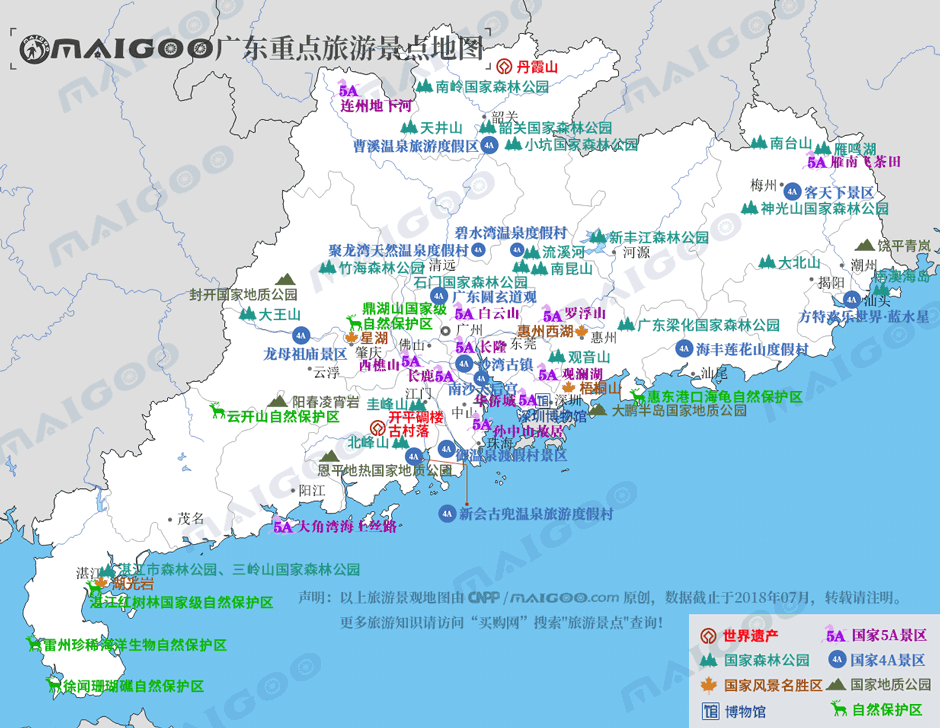 MAIGOO广东重点旅游景点地图
丹霞山
5A
连州地下河
南岭国家森林公园
韶关
天井山
韶关国家森林公园
曹溪温泉旅游度假区
4A
小坑国家森林公园
南台山
雁鸣湖
5A
雁南飞茶田
梅州
4A
客天下景区
神光山国家森林公园
碧水湾温泉度假村
新丰江森林公园
聚龙湾天然温泉度假村
4A
4A
流溪河
河源
饶平青岚
竹海森林公园
清远
南昆山
大北山
潮州
石门国家森林公园
揭阳
南澳海岛
封开国家地质公园
4A
广东圆玄道观
4A
汕头
大王山
鼎湖山国家级
自然保护区
5A
白云山
5A
罗浮山
方特欢乐世界·蓝水星
广州
惠州西湖
广东梁化国家森林公园
4A
星湖
佛山
5A
长隆
东莞
惠州
龙母祖庙景区
肇庆
观音山
4A
海丰莲花山度假村
西樵山
5A
4A
沙湾古镇
云浮
长鹿
5A
4A
5A
观澜湖
汕尾
南沙天后宫
梧桐山
江门
惠东港口海龟自然保护区
阳春凌霄岩
圭峰山
华侨城
5A
深圳
云开山自然保护区
中山
大鹏半岛国家地质公园
开平碉楼
古村落
深圳博物馆
5A
孙中山故居
北峰山
珠海
4A
4A
御温泉渡假村景区
恩平地热国家地质公园
阳江
4A
新会古兜温泉旅游度假村
茂名
5A
大角湾海上丝路
湛江
湛江市森林公园、三岭山国家森林公园
湖光岩
湛江红树林国家级自然保护区
声明：以上旅游景观地图由 CNPP / MAIGOO.com 原创，数据截止于2018年07月，转载请注明。
更多旅游知识请访问“买购网”搜索"旅游景点"查询！
雷州珍稀海洋生物自然保护区
徐闻珊瑚礁自然保护区
世界遗产
5A
国家5A景区
国家森林公园
4A
国家4A景区
国家风景名胜区
国家地质公园
博物馆
自然保护区